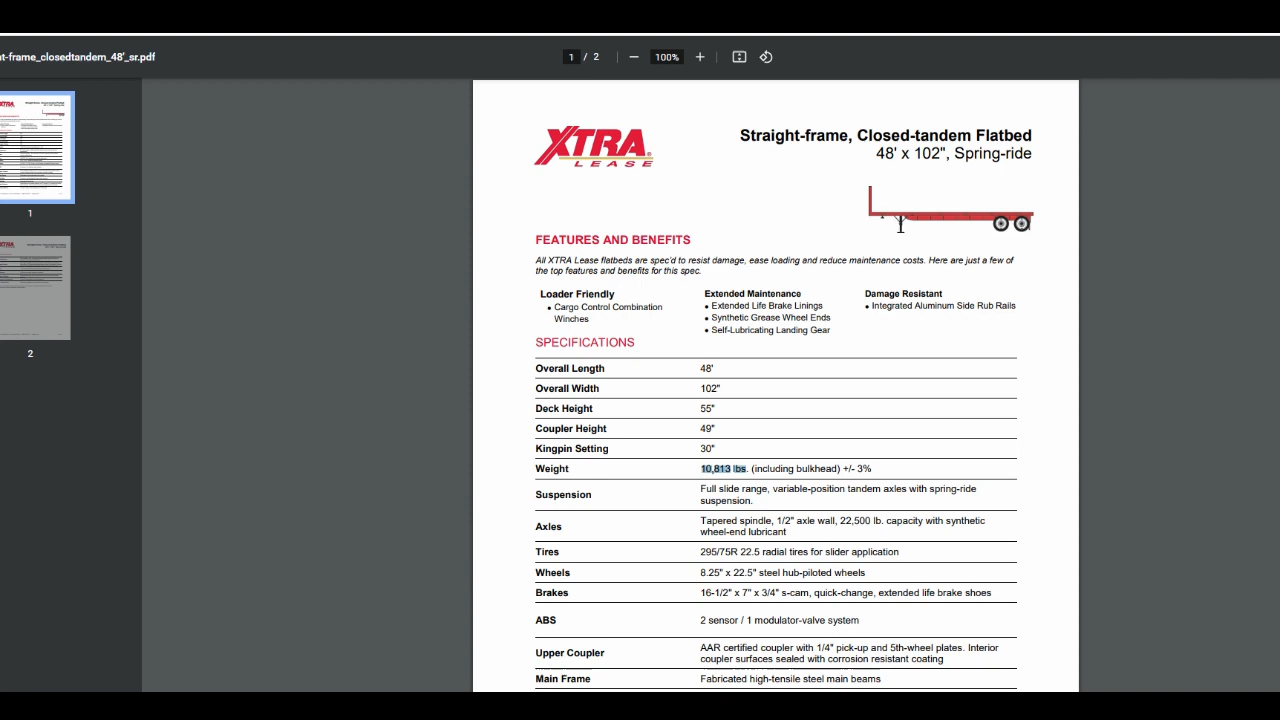 t-frame_closedtandem_48'_sr.pdf
1 / 2
100%
1
2
XTRA
LEASE
Straight-frame, Closed-tandem Flatbed
48' x 102", Spring-ride
FEATURES AND BENEFITS
All XTRA Lease flatbeds are spec'd to resist damage, ease loading and reduce maintenance costs. Here are just a few of
the top features and benefits for this spec.
Loader Friendly
• Cargo Control Combination
Winches
Extended Maintenance
• Extended Life Brake Linings
• Synthetic Grease Wheel Ends
• Self-Lubricating Landing Gear
Damage Resistant
• Integrated Aluminum Side Rub Rails
SPECIFICATIONS
Overall Length 48'
Overall Width 102"
Deck Height 55"
Coupler Height 49"
Kingpin Setting 30"
Weight 10,813 lbs. (including bulkhead) +/- 3%
Suspension Full slide range, variable-position tandem axles with spring-ride
suspension.
Axles Tapered spindle, 1/2" axle wall, 22,500 lb. capacity with synthetic
wheel-end lubricant
Tires 295/75R 22.5 radial tires for slider application
Wheels 8.25" x 22.5" steel hub-piloted wheels
Brakes 16-1/2" x 7" x 3/4" s-cam, quick-change, extended life brake shoes
ABS 2 sensor / 1 modulator-valve system
Upper Coupler AAR certified coupler with 1/4" pick-up and 5th-wheel plates. Interior
coupler surfaces sealed with corrosion resistant coating
Main Frame Fabricated high-tensile steel main beams